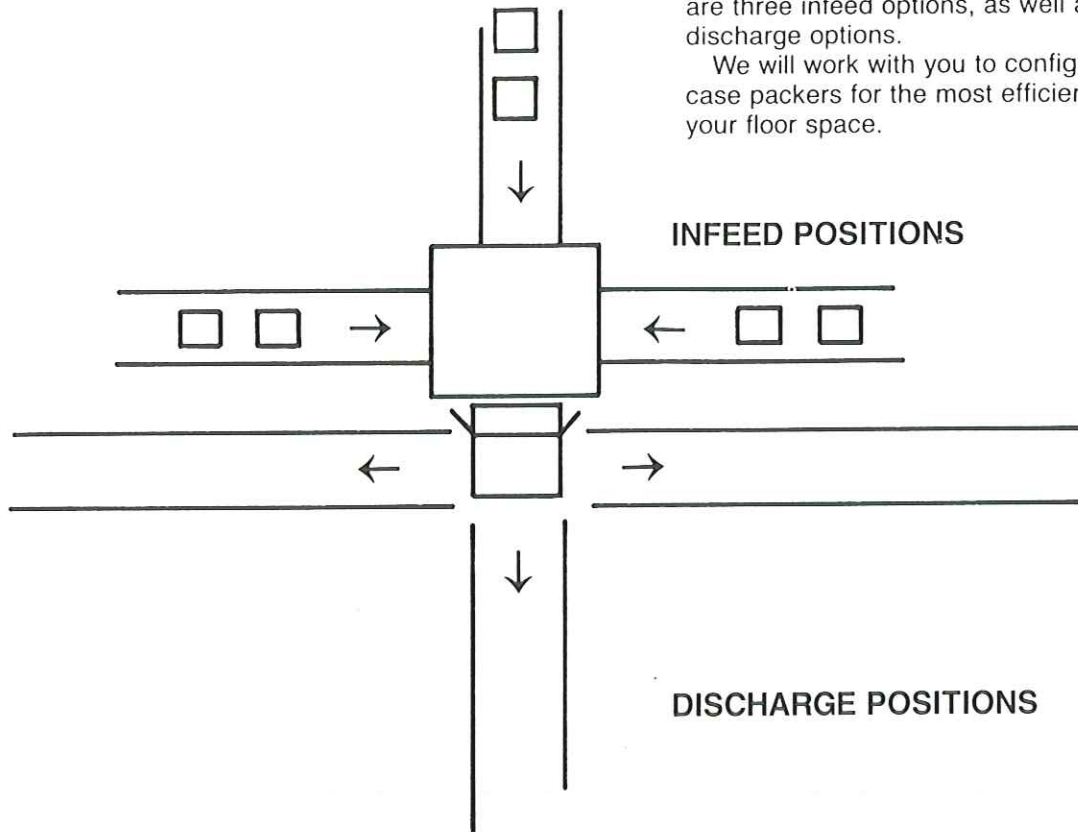 are three infeed options, as well a
discharge options.
We will work with you to config
case packers for the most efficien
your floor space.
INFEED POSITIONS
DISCHARGE POSITIONS